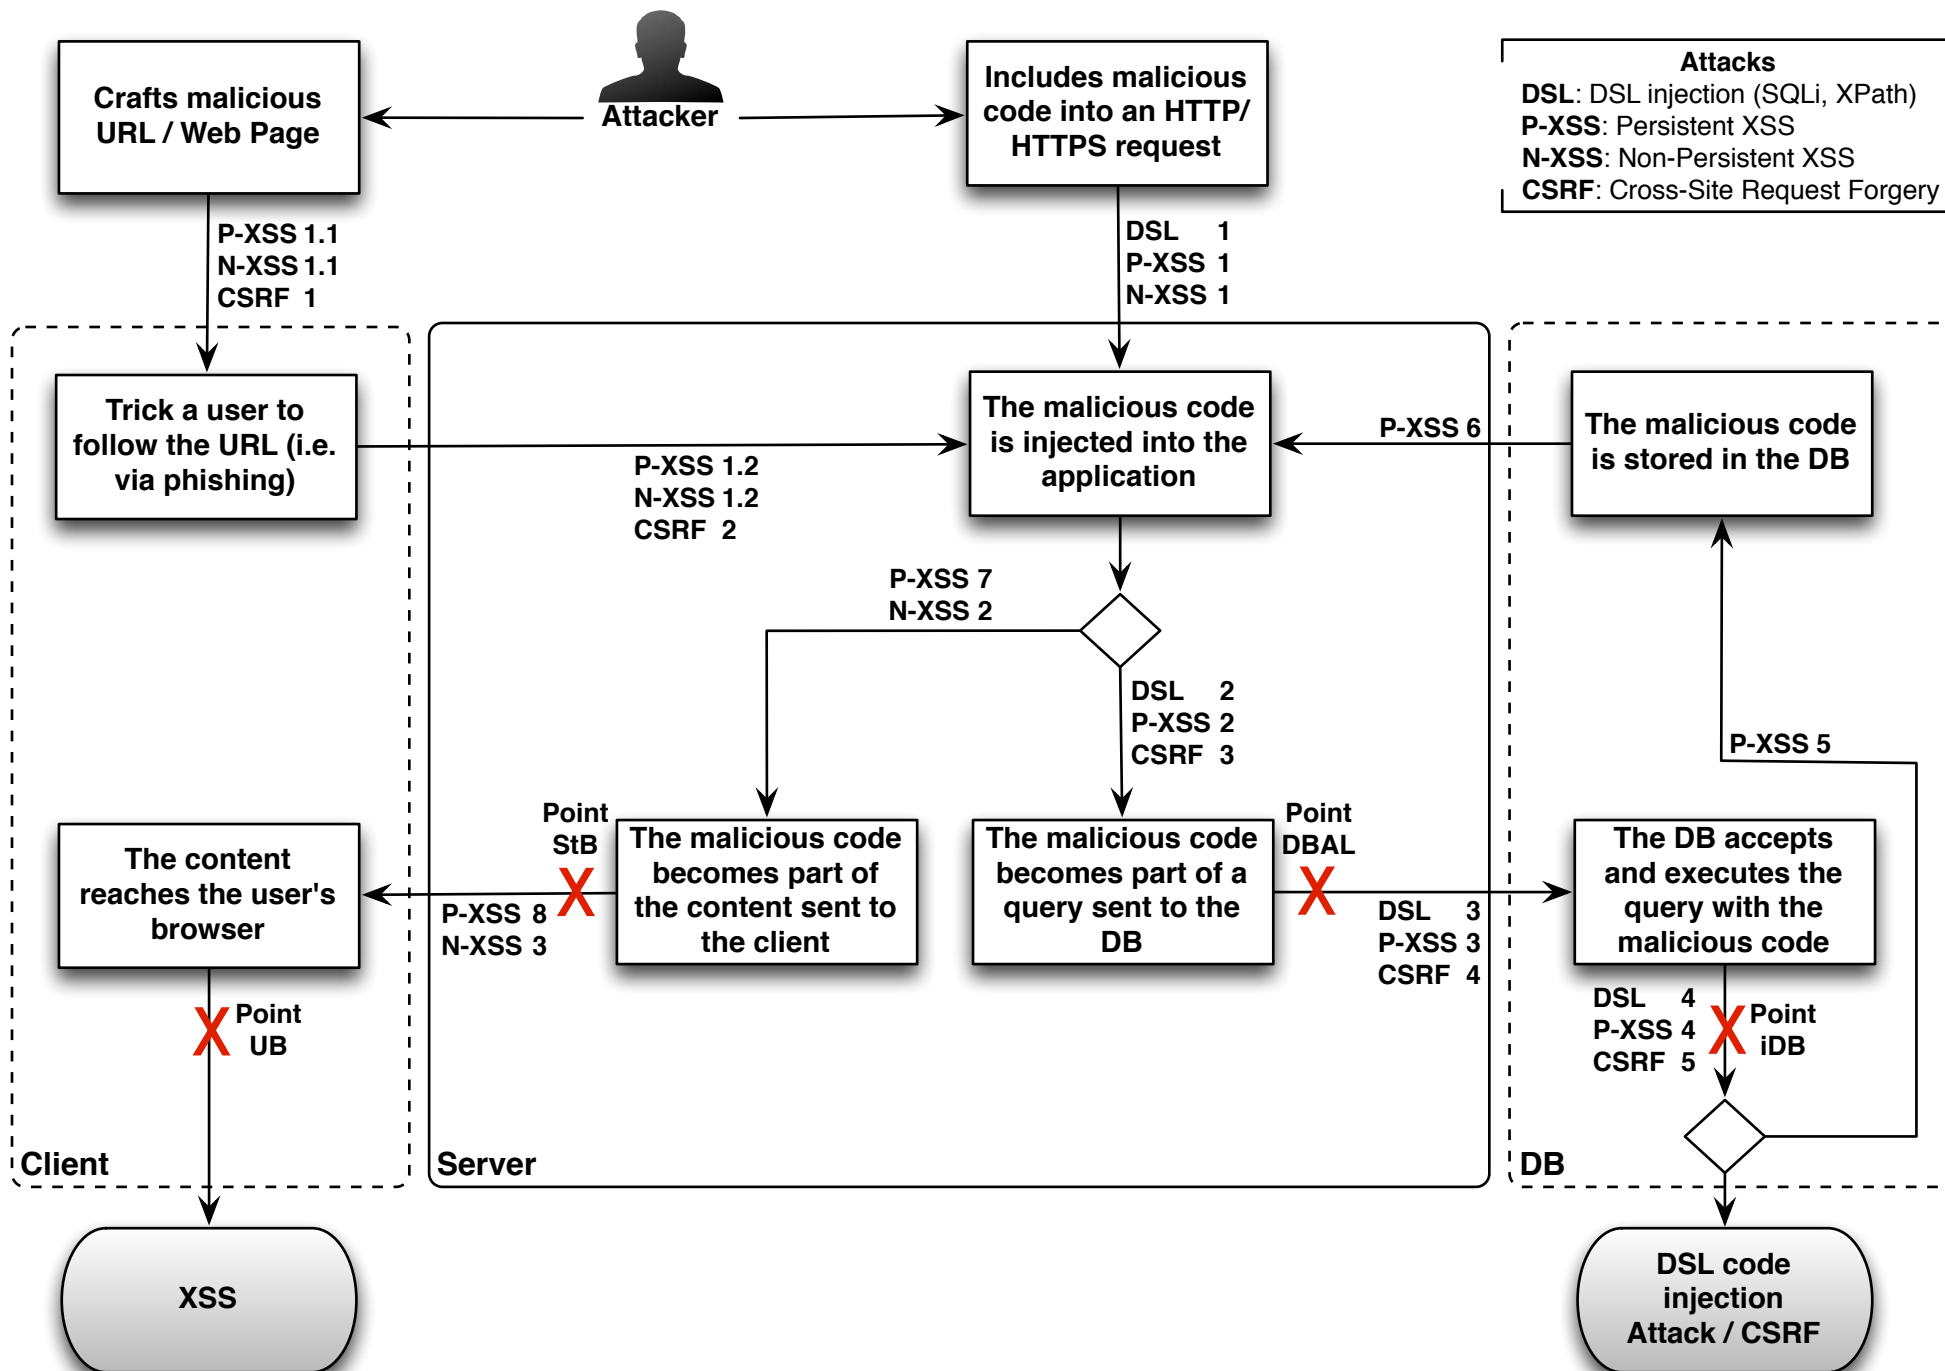 Crafts malicious
URL / Web Page
Attacker
Includes malicious
code into an HTTP/
HTTPS request
Attacks
DSL: DSL injection (SQLi, XPath)
P-XSS: Persistent XSS
N-XSS: Non-Persistent XSS
CSRF: Cross-Site Request Forgery
P-XSS 1.1
N-XSS 1.1
CSRF 1
DSL 1
P-XSS 1
N-XSS 1
Trick a user to
follow the URL (i.e.
via phishing)
P-XSS 1.2
N-XSS 1.2
CSRF 2
The malicious code
is injected into the
application
P-XSS 6
The malicious code
is stored in the DB
P-XSS 7
N-XSS 2
DSL 2
P-XSS 2
CSRF 3
P-XSS 5
The content
reaches the user's
browser
Point
StB
X
P-XSS 8
N-XSS 3
The malicious code
becomes part of
the content sent to
the client
The malicious code
becomes part of a
query sent to the
DB
Point
DBAL
X
DSL 3
P-XSS 3
CSRF 4
The DB accepts
and executes the
query with the
malicious code
X
Point
UB
DSL 4
P-XSS 4
CSRF 5
X
Point
iDB
Client
Server
DB
XSS
DSL code
injection
Attack / CSRF